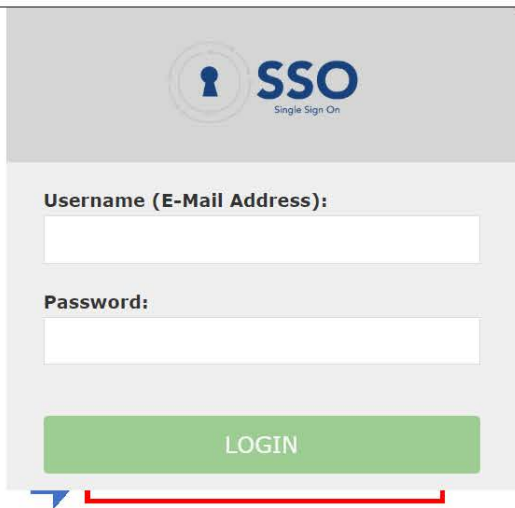 SSO
Single Sign On
Username (E-Mail Address):
Password:
LOGIN